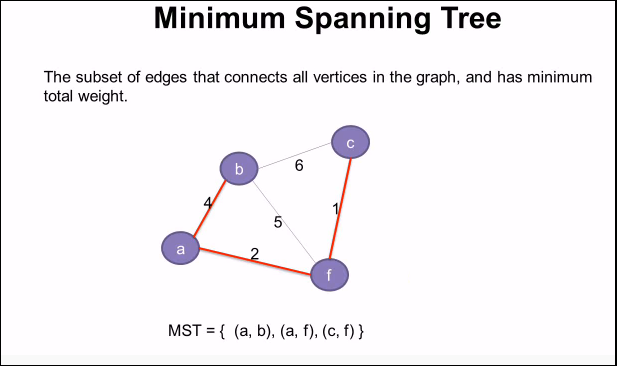 Minimum Spanning Tree
The subset of edges that connects all vertices in the graph, and has minimum
total weight.
c
b
6
4
1
5
a
2
f
MST = { (a, b), (a, f), (c, f) }